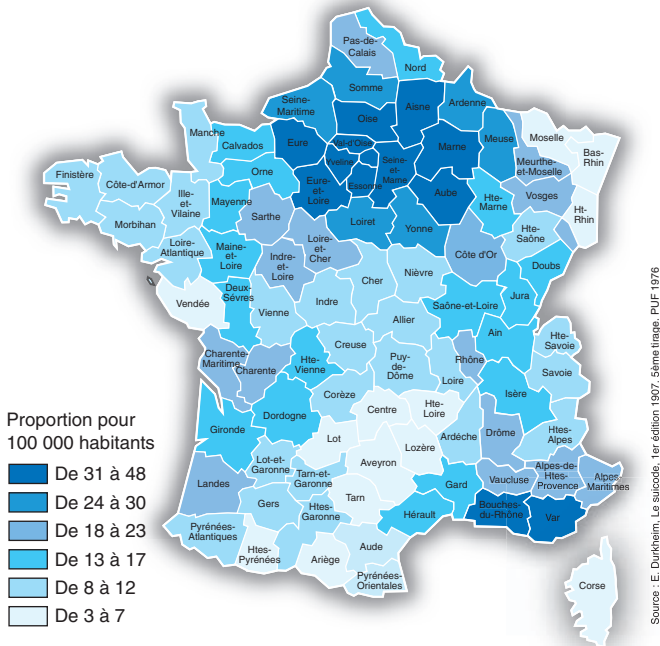 Pas-de-
Calais
Nord
Somme
Seine-
Maritime
Oise
Aisne
Ardenne
Manche
Calvados
Eure
Val-d'Oise
Yveline
Seine-
et-
Marne
Essonne
Marne
Meuse
Moselle
Bas-
Rhin
Meurthe-
et-Moselle
Finistère
Côte-d'Armor
Ille-
et-
Vilaine
Orne
Mayenne
Eure-
et-
Loire
Aube
Hte-
Marne
Vosges
Ht-
Rhin
Morbihan
Sarthe
Loiret
Yonne
Hte-
Saône
Loire-
Atlantique
Maine-
et-
Loire
Loire-
et-
Cher
Indre-
et-
Loire
Côte d'Or
Doubs
Vendée
Deux-
Sévres
Vienne
Indre
Cher
Nièvre
Saône-et-Loire
Jura
Allier
Ain
Hte-
Savoie
Charente-
Maritime
Charente
Hte-
Vienne
Creuse
Puy-
de-
Dôme
Rhône
Loire
Savoie
Isère
Corèze
Gironde
Dordogne
Centre
Hte-
Loire
Ardéche
Drôme
Htes-
Alpes
Lot
Lozère
Aveyron
Lot-et-
Garonne
Tarn-et-
Garonne
Landes
Gers
Htes-
Garonne
Tarn
Gard
Hérault
Vaucluse
Alpes-de-
Htes-
Provence
Alpes-
Maritimes
Bouches-
du-Rhône
Var
Pyrénées-
Atlantiques
Htes-
Pyrénées
Ariège
Aude
Pyrénées-
Orientales
Corse
Proportion pour
100 000 habitants
De 31 à 48
De 24 à 30
De 18 à 23
De 13 à 17
De 8 à 12
De 3 à 7
Source : E. Durkheim, Le suicode, 1er édition 1907, 5ème tirage, PUF 1976